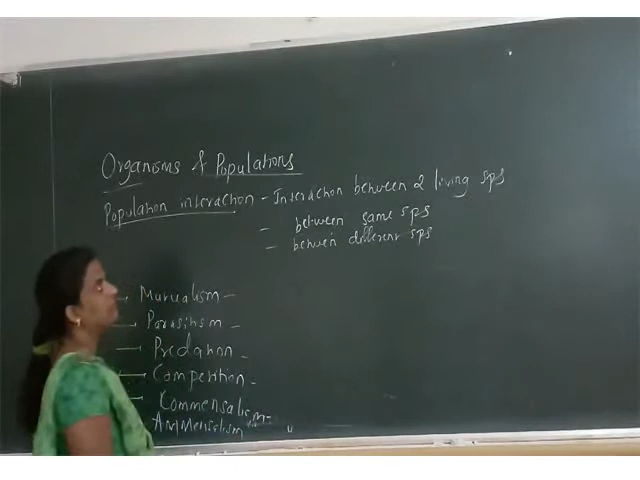 Organisms & Populations
Population interaction - Interaction between 2 living sps
- between same sps
- between different sps
- Mutualism -
- Parasitism -
- Predation -
- Competition -
- Commensalism -
Ammensalism